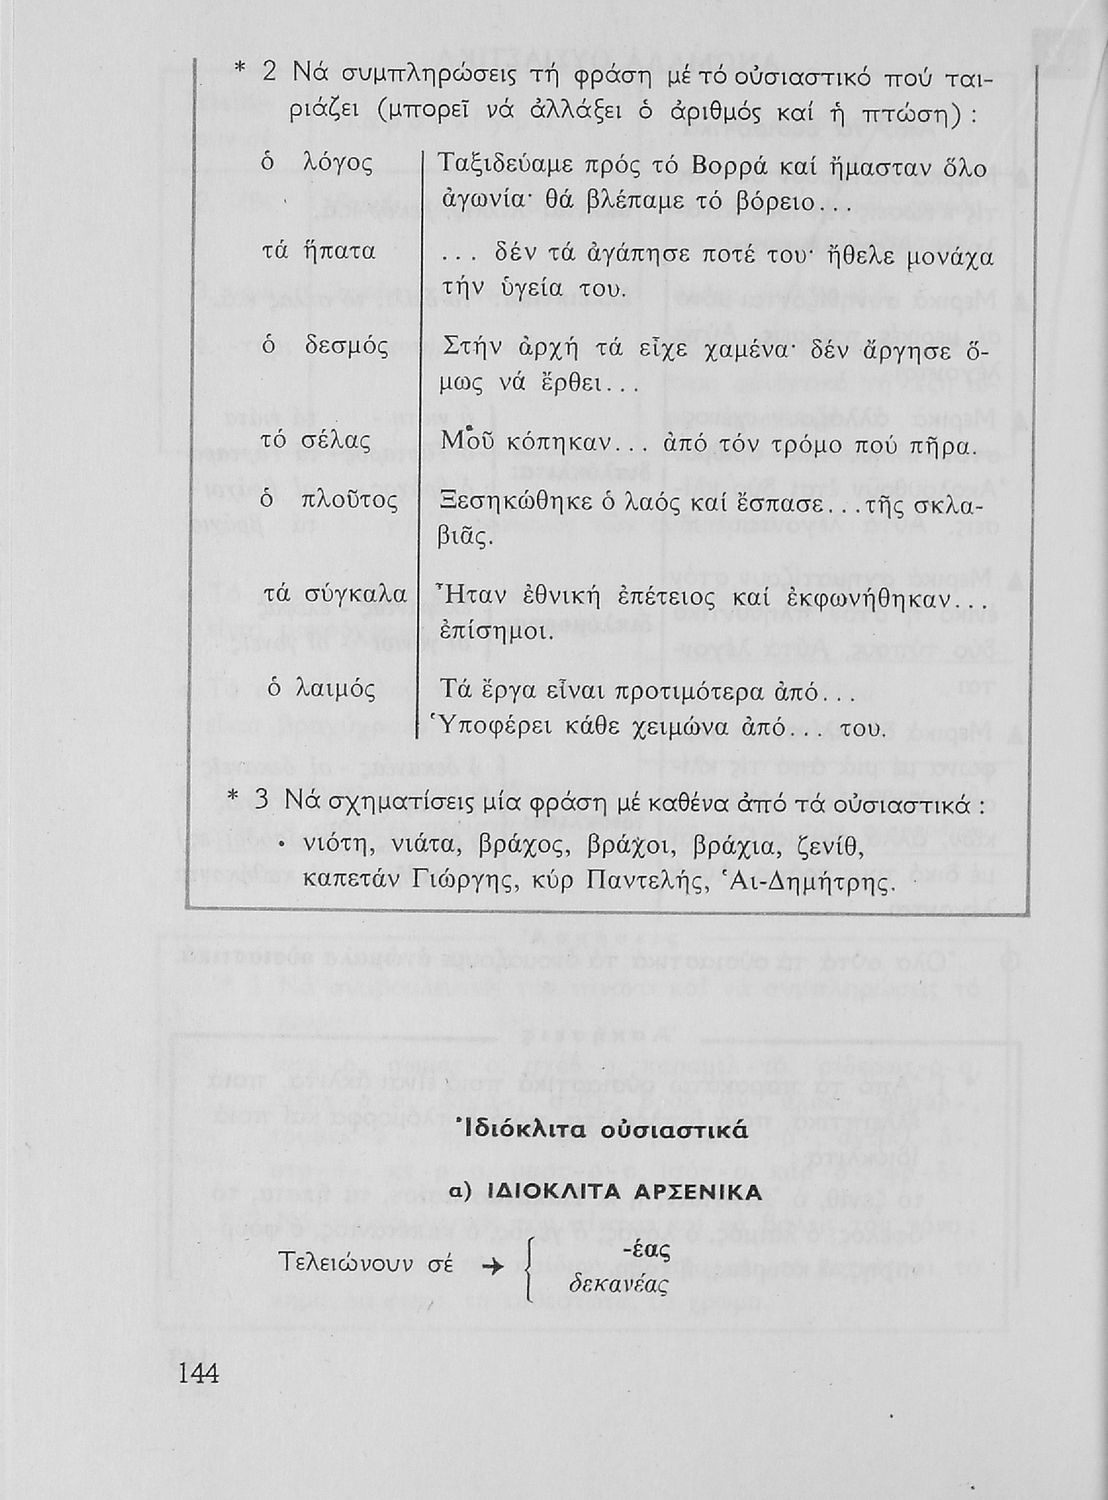 * 2 Νά συμπληρώσεις τή φράση μέ τό οὐσιαστικό πού ται-
ριάζει (μπορεῖ νά ἀλλάξει ὁ ἀριθμός καί ἡ πτώση) :
ὁ λόγος Ταξιδεύαμε πρός τό Βορρά καί ἤμασταν ὅλο
ἀγωνία· θά βλέπαμε τό βόρειο...
τά ἥπατα ... δέν τά ἀγάπησε ποτέ του· ἤθελε μονάχα
τήν ὑγεία του.
ὁ δεσμός Στήν ἀρχή τά εἶχε χαμένα· δέν ἄργησε ὅ-
μως νά ἔρθει...
τό σέλας Μοῦ κόπηκαν... ἀπό τόν τρόμο πού πῆρα.
ὁ πλοῦτος Ξεσηκώθηκε ὁ λαός καί ἔσπασε...τῆς σκλα-
βιᾶς.
τά σύγκαλα Ἦταν ἐθνική ἐπέτειος καί ἐκφωνήθηκαν...
ἐπίσημοι.
ὁ λαιμός Τά ἔργα εἶναι προτιμότερα ἀπό...
Ὑποφέρει κάθε χειμώνα ἀπό... του.
* 3 Νά σχηματίσεις μία φράση μέ καθένα ἀπό τά οὐσιαστικά :
• νιότη, νιάτα, βράχος, βράχοι, βράχια, ζενίθ,
καπετάν Γιώργης, κύρ Παντελής, Ἁι-Δημήτρης.
Ἰδιόκλιτα οὐσιαστικά
α) ΙΔΙΟΚΛΙΤΑ ΑΡΣΕΝΙΚΑ
-έας
Τελειώνουν σέ →
δεκανέας
144